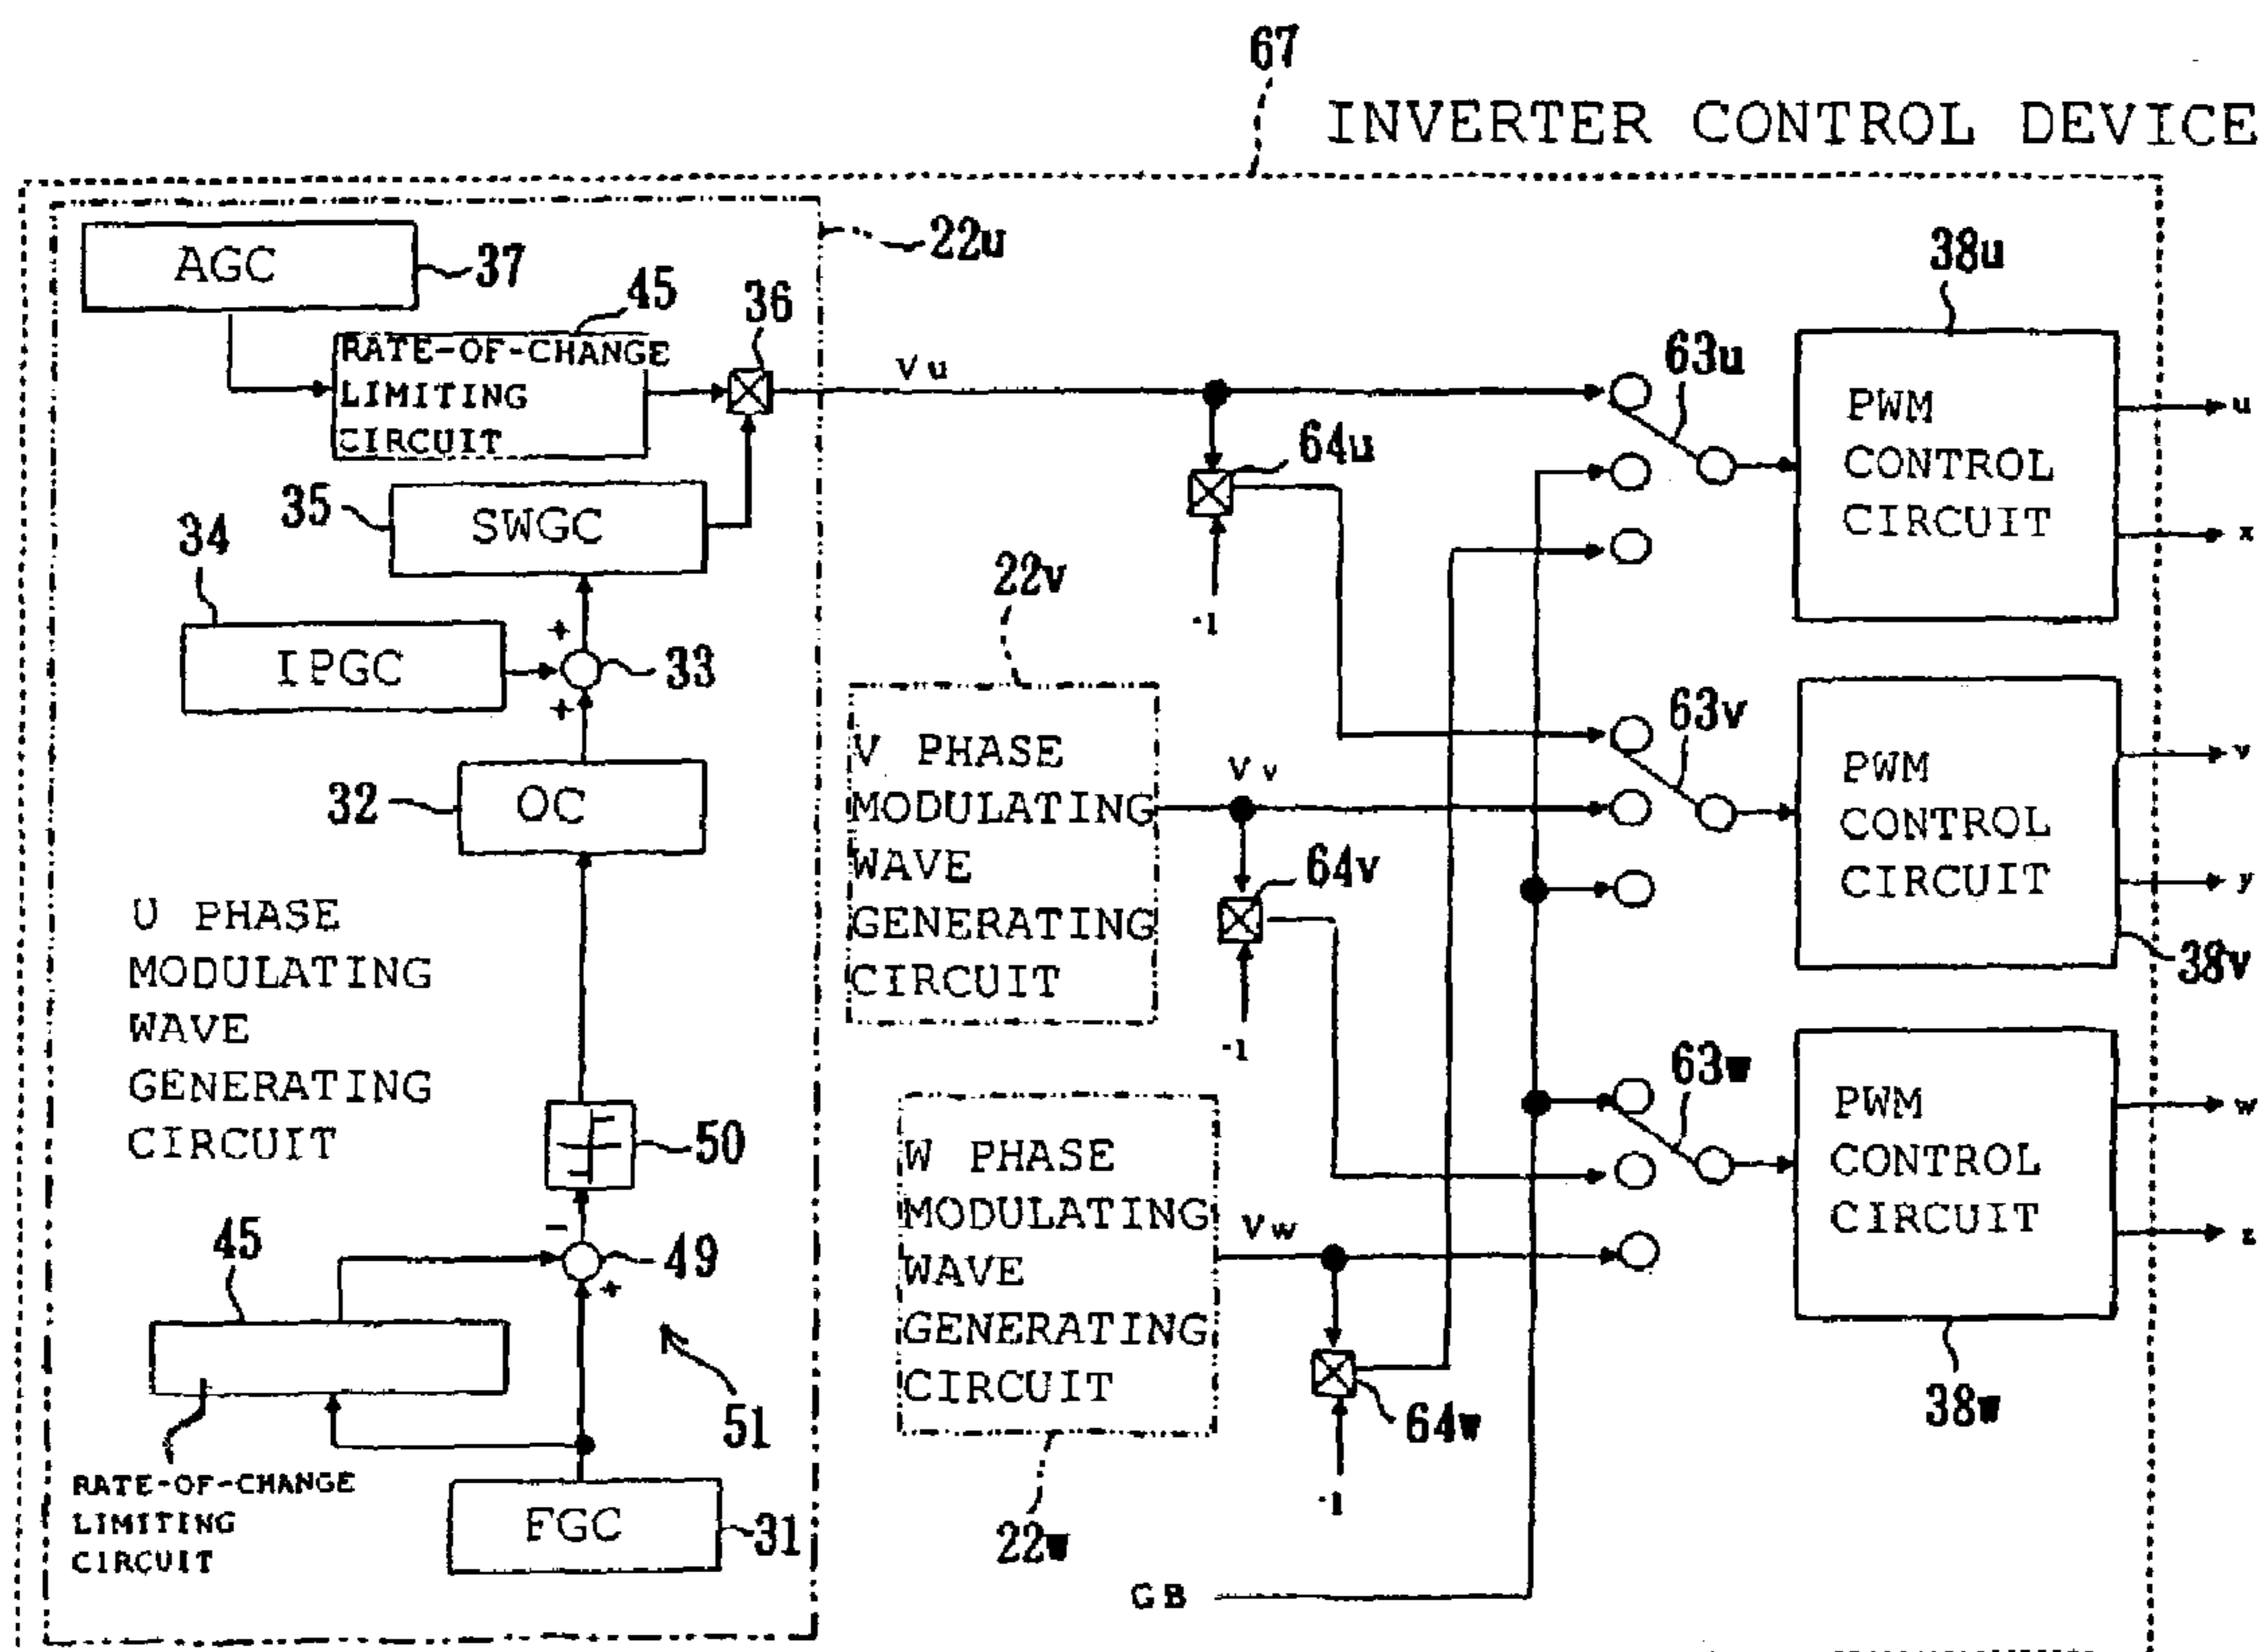 67
INVERTER CONTROL DEVICE
AGC
37
22u
45
36
RATE-OF-CHANGE
LIMITING
CIRCUIT
Vu
63u
38u
PWM
CONTROL
CIRCUIT
u
x
64u
-1
35
SWGC
34
IPGC
+
33
+
22v
V PHASE
MODULATING
WAVE
GENERATING
CIRCUIT
Vv
63v
PWM
CONTROL
CIRCUIT
v
y
38v
32
OC
64v
-1
U PHASE
MODULATING
WAVE
GENERATING
CIRCUIT
50
-
49
+
45
51
RATE-OF-CHANGE
LIMITING
CIRCUIT
FGC
31
W PHASE
MODULATING
WAVE
GENERATING
CIRCUIT
22w
Vw
63w
PWM
CONTROL
CIRCUIT
w
z
38w
64w
-1
GB